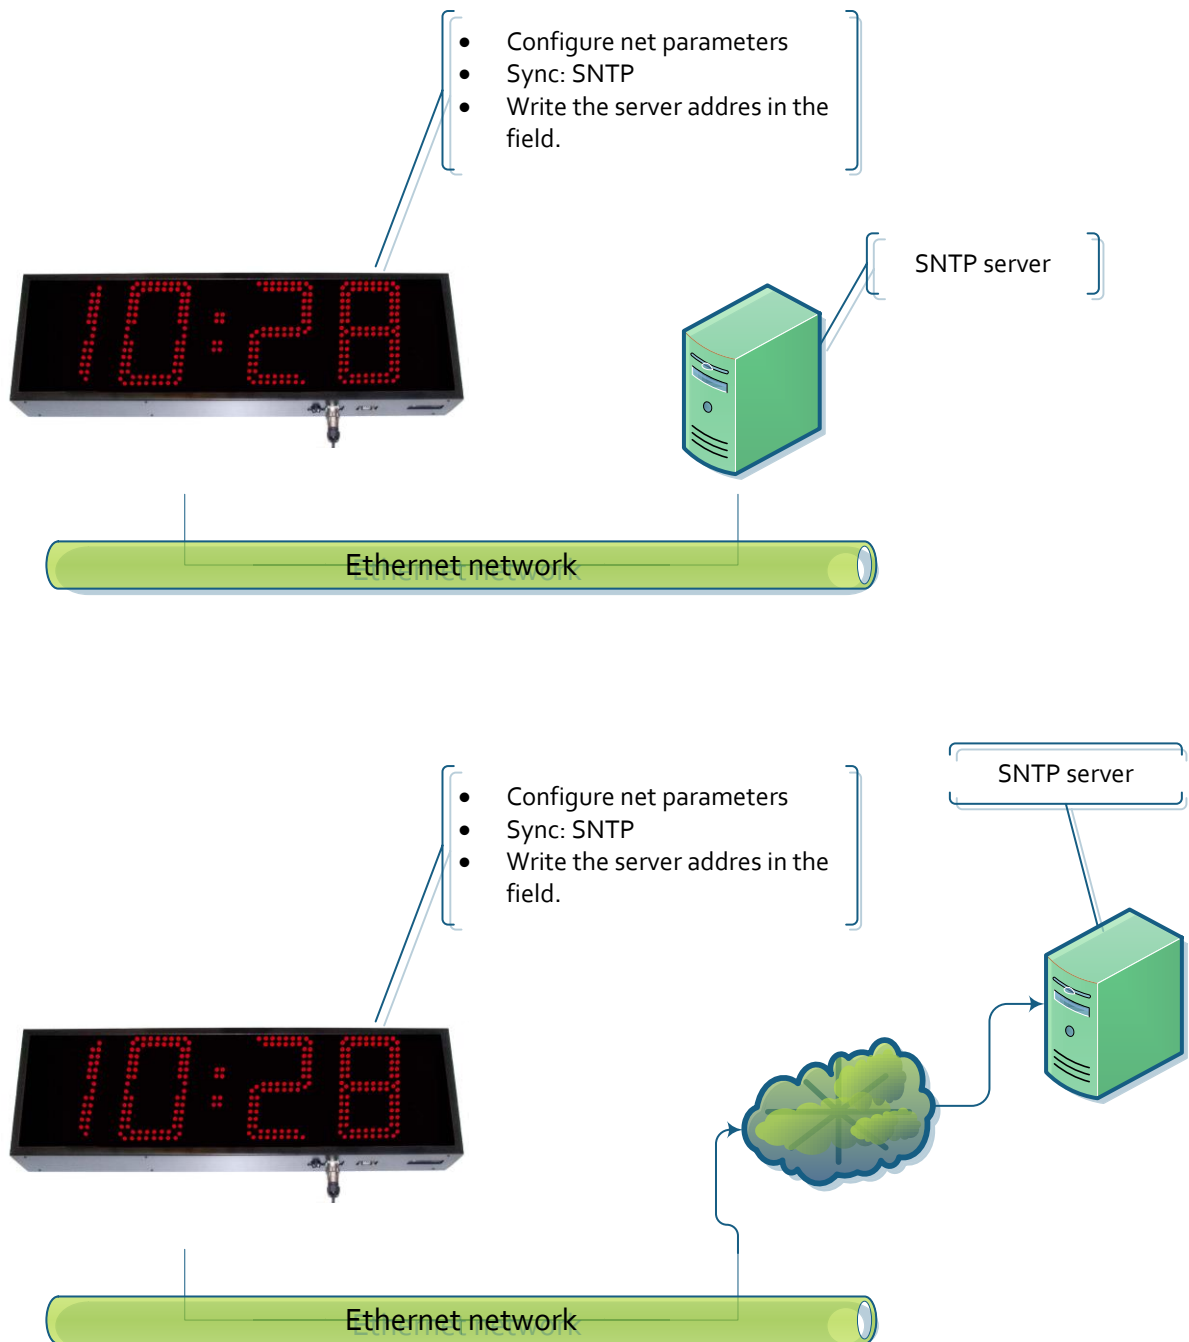 • Configure net parameters
• Sync: SNTP
• Write the server addres in the
field.
SNTP server
10:28
Ethernet network
SNTP server
• Configure net parameters
• Sync: SNTP
• Write the server addres in the
field.
10:28
Ethernet network